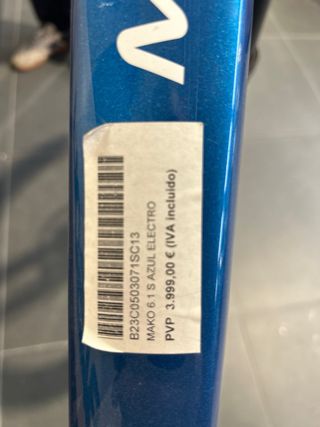 B23C0503071SC13
MAKO 6.1 S AZUL ELECTRO
PVP 3.999,00 € (IVA incluido)
M